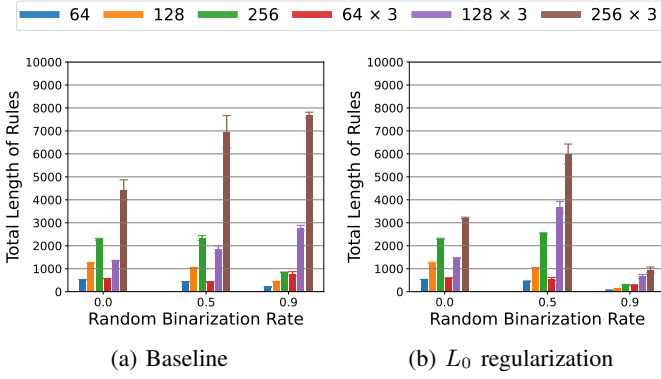 64 128 256 64 × 3 128 × 3 256 × 3
10000 10000
9000 9000
8000 8000
7000 7000
6000 6000
5000 5000
4000 4000
3000 3000
2000 2000
1000 1000
0 0
Total Length of Rules Total Length of Rules
0.0 0.5 0.9 0.0 0.5 0.9
Random Binarization Rate Random Binarization Rate
(a) Baseline (b) L₀ regularization